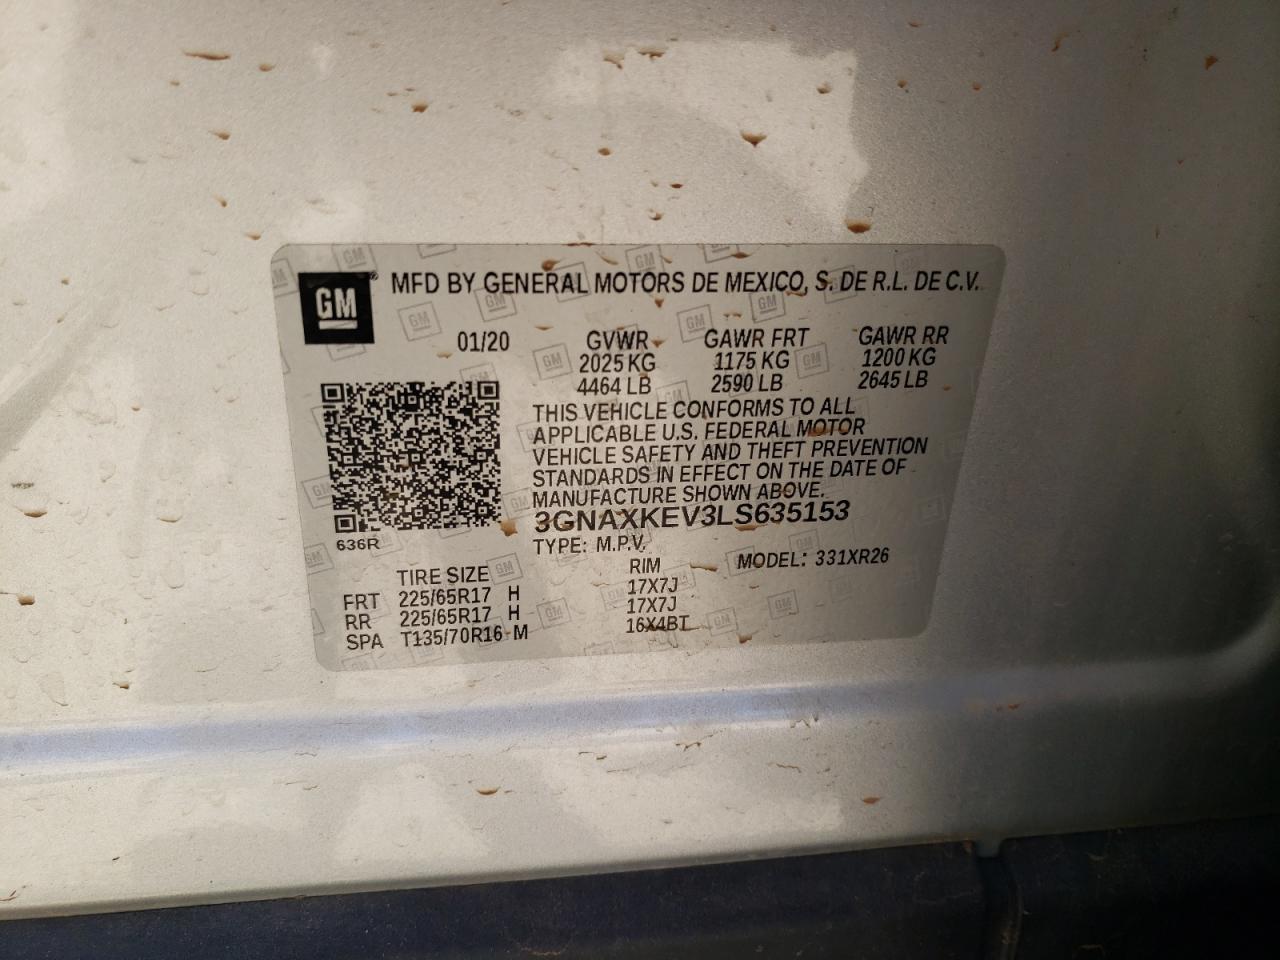 GM MFD BY GENERAL MOTORS DE MEXICO, S. DE R.L. DE C.V.
01/20 GVWR GAWR FRT GAWR RR
2025 KG 1175 KG 1200 KG
4464 LB 2590 LB 2645 LB
THIS VEHICLE CONFORMS TO ALL
APPLICABLE U.S. FEDERAL MOTOR
VEHICLE SAFETY AND THEFT PREVENTION
STANDARDS IN EFFECT ON THE DATE OF
MANUFACTURE SHOWN ABOVE.
3GNAXKEV3LS635153
636R
TYPE: M.P.V. MODEL: 331XR26
TIRE SIZE RIM
FRT 225/65R17 H 17X7J
RR 225/65R17 H 17X7J
SPA T135/70R16 M 16X4BT